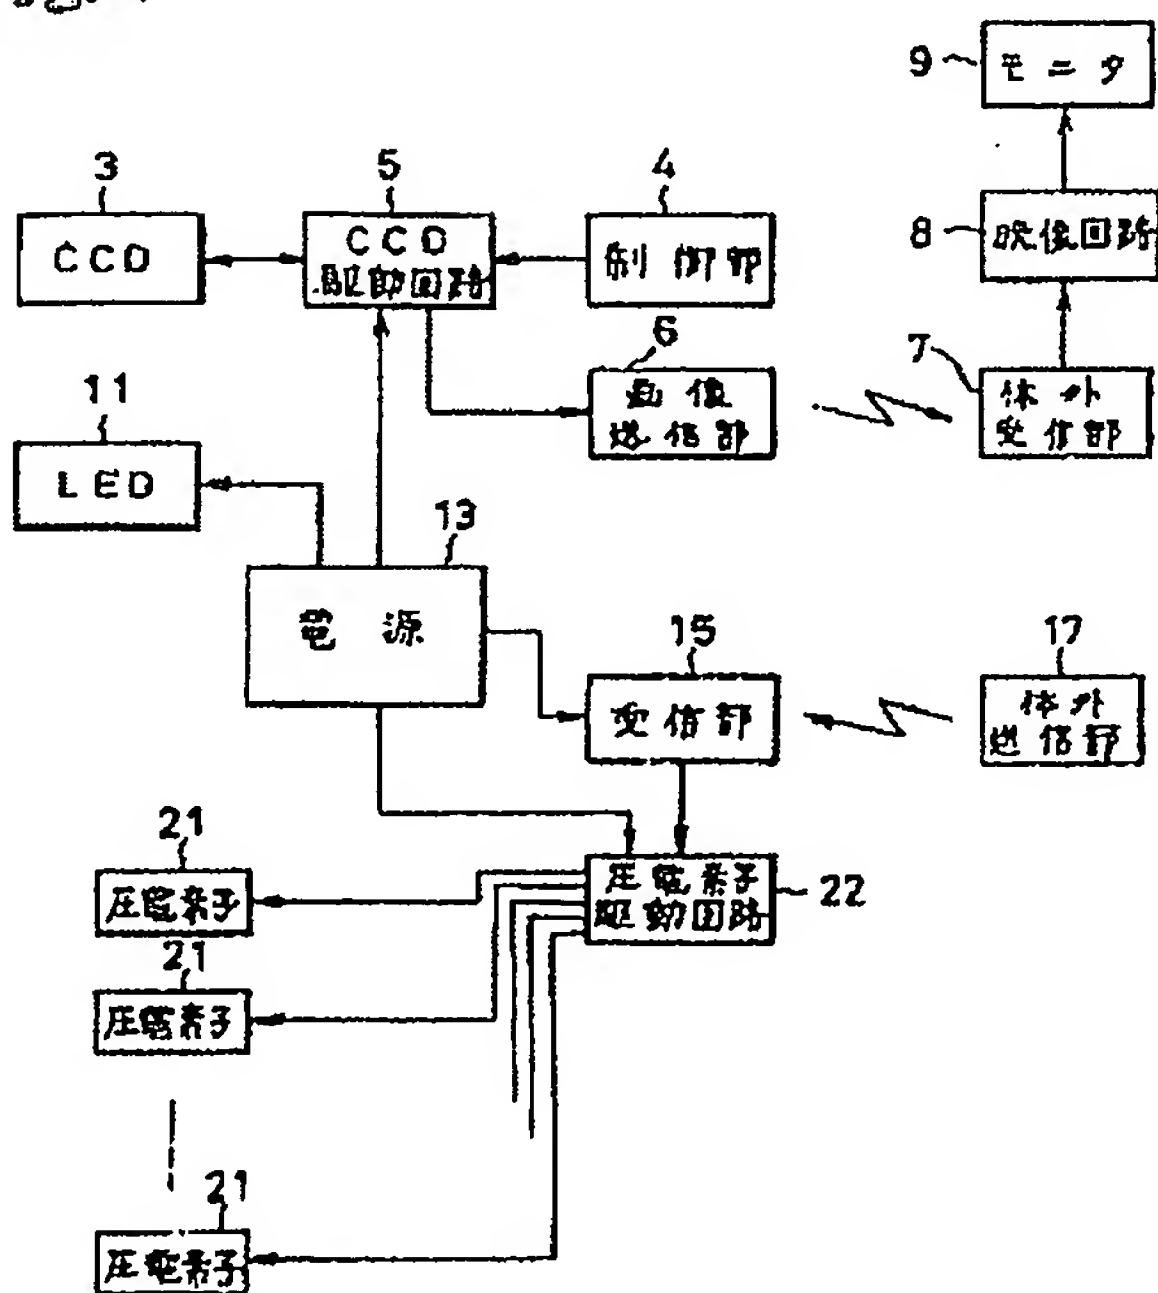 9
モニタ
3
5
4
8
映像回路
CCD
CCD
駆動回路
制御部
6
7
11
画像
送信部
体外
受信部
LED
13
電源
15
17
受信部
体外
送信部
21
圧電素子
圧電素子
駆動回路
22
21
圧電素子
21
圧電素子